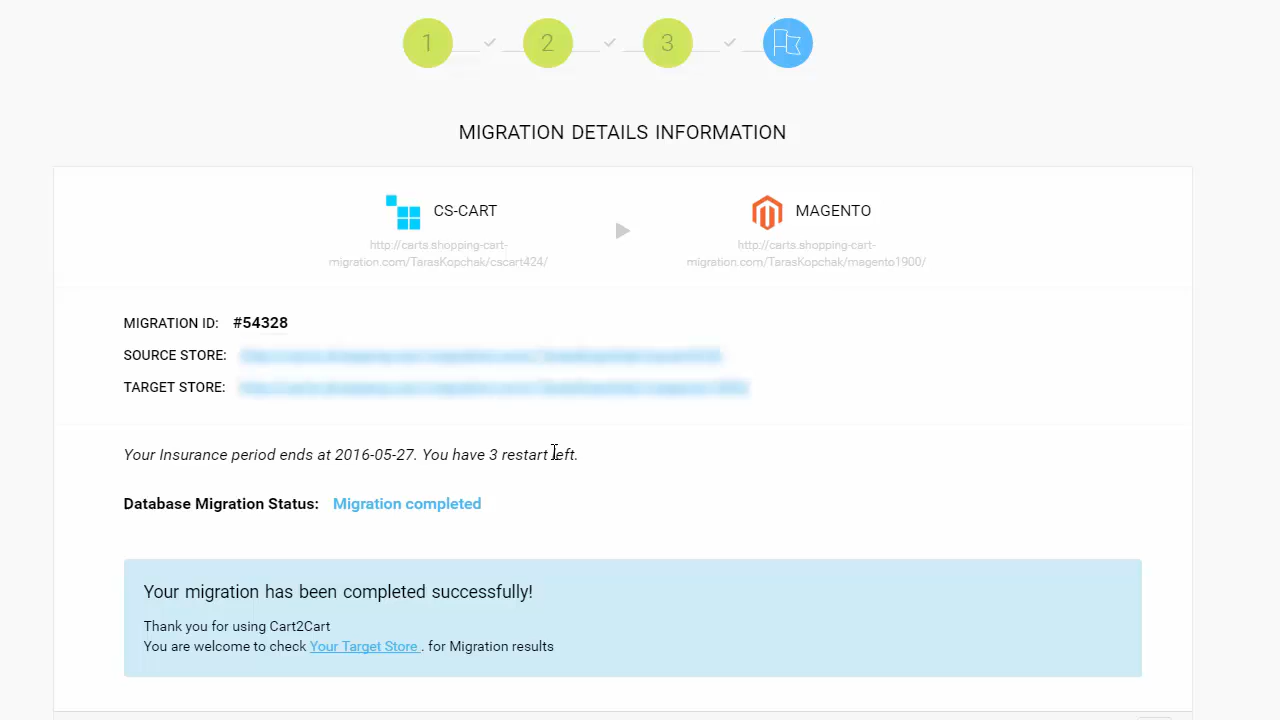 1
2
3
MIGRATION DETAILS INFORMATION
CS-CART
http://carts.shopping-cart-
migration.com/TarasKopchak/cscart424/
MAGENTO
http://carts.shopping-cart-
migration.com/TarasKopchak/magento1900/
MIGRATION ID: #54328
SOURCE STORE:
TARGET STORE:
Your Insurance period ends at 2016-05-27. You have 3 restart left.
Database Migration Status: Migration completed
Your migration has been completed successfully!
Thank you for using Cart2Cart
You are welcome to check Your Target Store . for Migration results